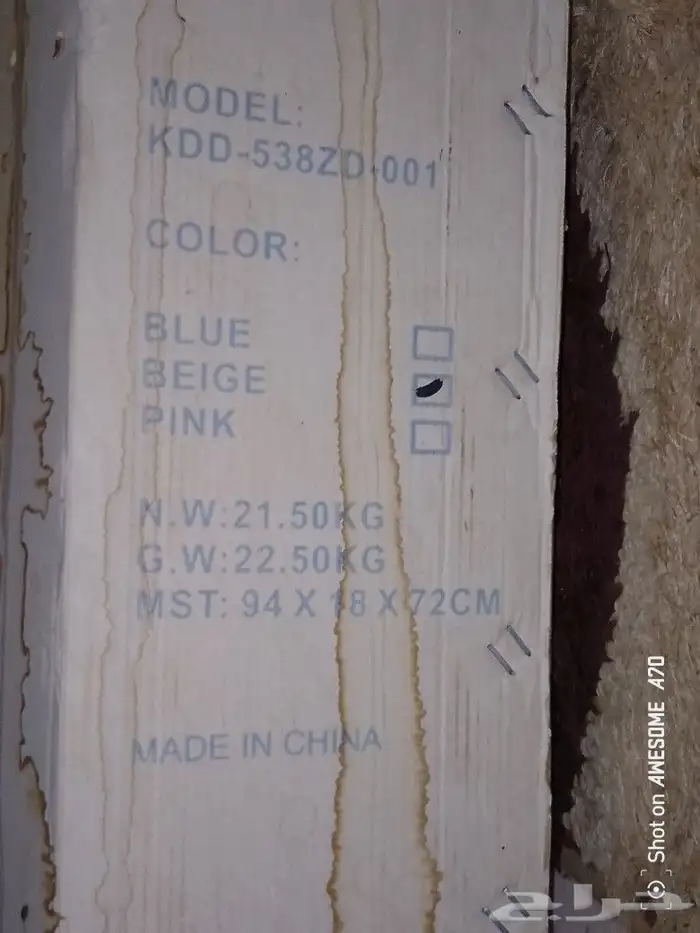 MODEL:
KDD-538ZD-001
COLOR:
BLUE
BEIGE
PINK
N.W:21.50KG
G.W:22.50KG
MST: 94 X 18 X 72CM
MADE IN CHINA
Shot on AWESOME A70
حراج